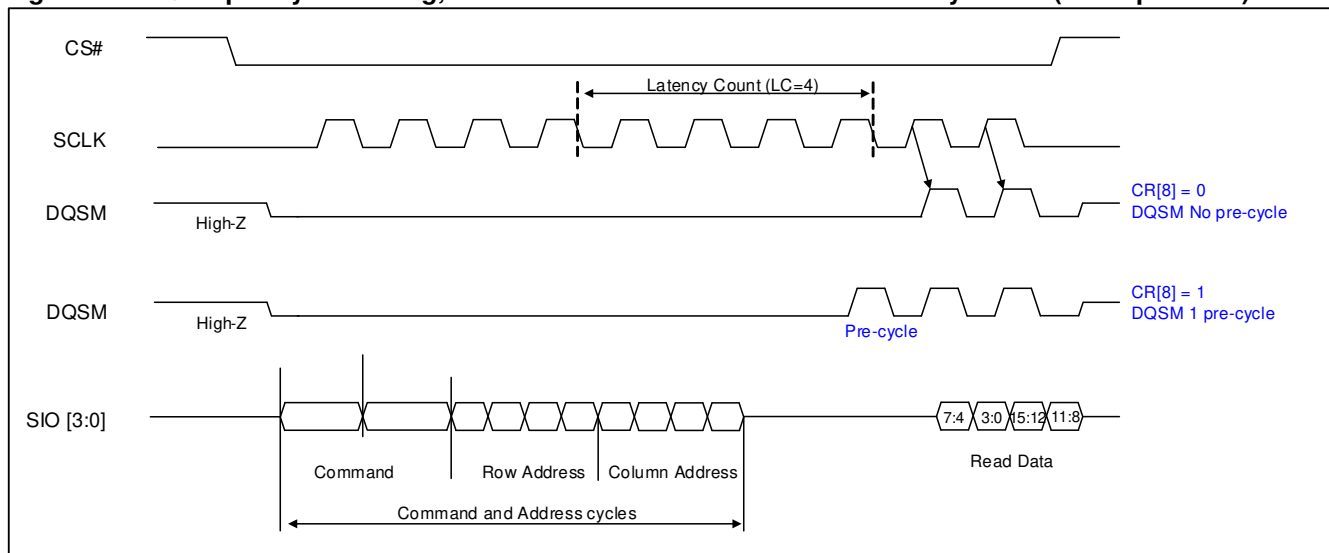 CS#
Latency Count (LC=4)
SCLK
CR[8] = 0
DQSM
DQSM No pre-cycle
High-Z
CR[8] = 1
DQSM
DQSM 1 pre-cycle
High-Z
Pre-cycle
SIO [3:0]
7:4 3:0 15:12 11:8
Command Row Address Column Address
Read Data
Command and Address cycles